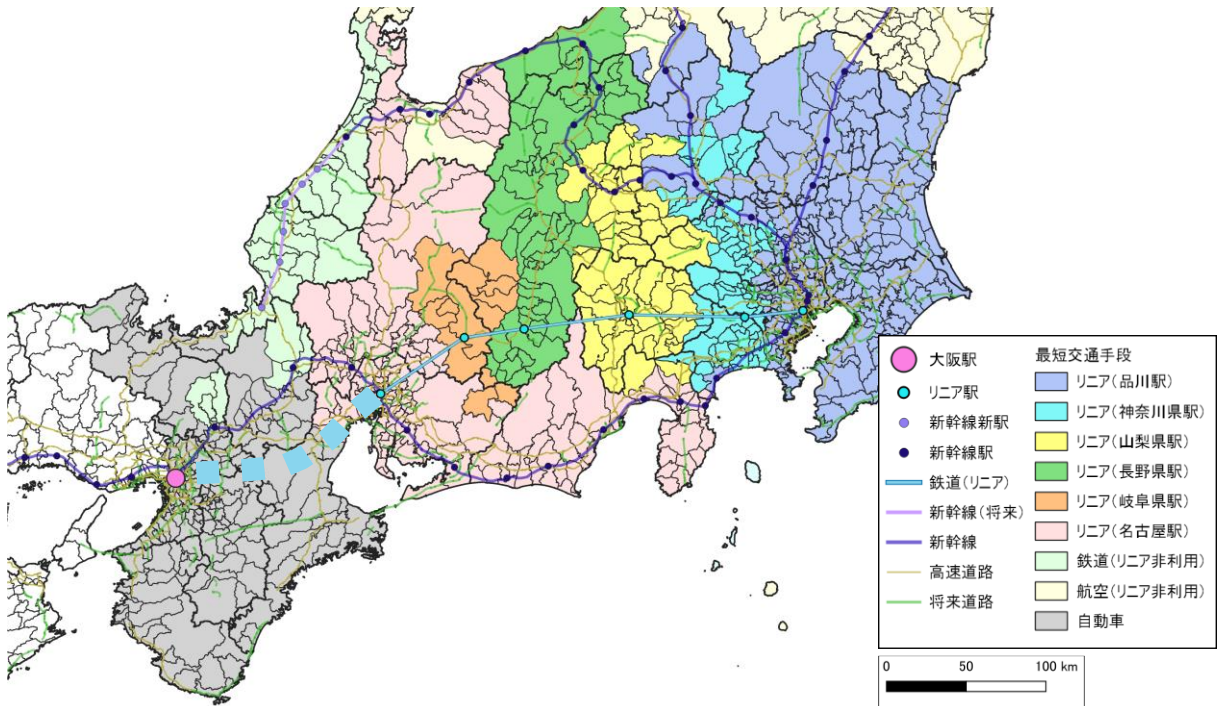 大阪駅
リニア駅
新幹線新駅
新幹線駅
鉄道(リニア)
新幹線(将来)
新幹線
高速道路
将来道路
最短交通手段
リニア(品川駅)
リニア(神奈川県駅)
リニア(山梨県駅)
リニア(長野県駅)
リニア(岐阜県駅)
リニア(名古屋駅)
鉄道(リニア非利用)
航空(リニア非利用)
自動車
0 50 100 km